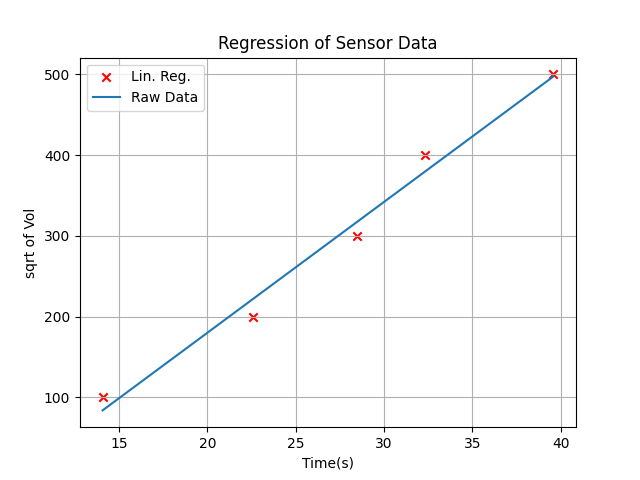 Regression of Sensor Data
Lin. Reg.
Raw Data
500
400
300
200
100
sqrt of Vol
15 20 25 30 35 40
Time(s)